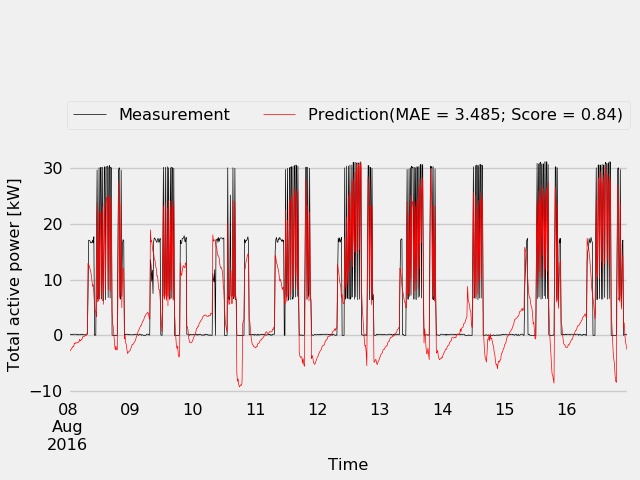 Measurement
Prediction(MAE = 3.485; Score = 0.84)
Total active power [kW]
30
20
10
0
−10
08 09 10 11 12 13 14 15 16
Aug
2016
Time